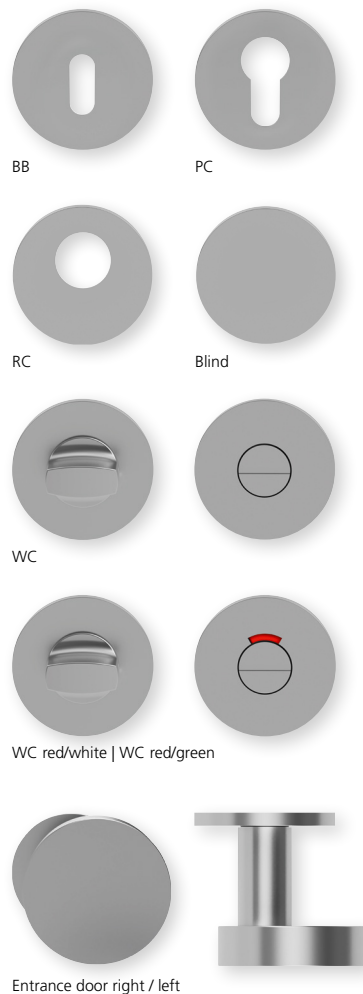 BB
PC
RC
Blind
WC
WC red/white | WC red/green
Entrance door right / left